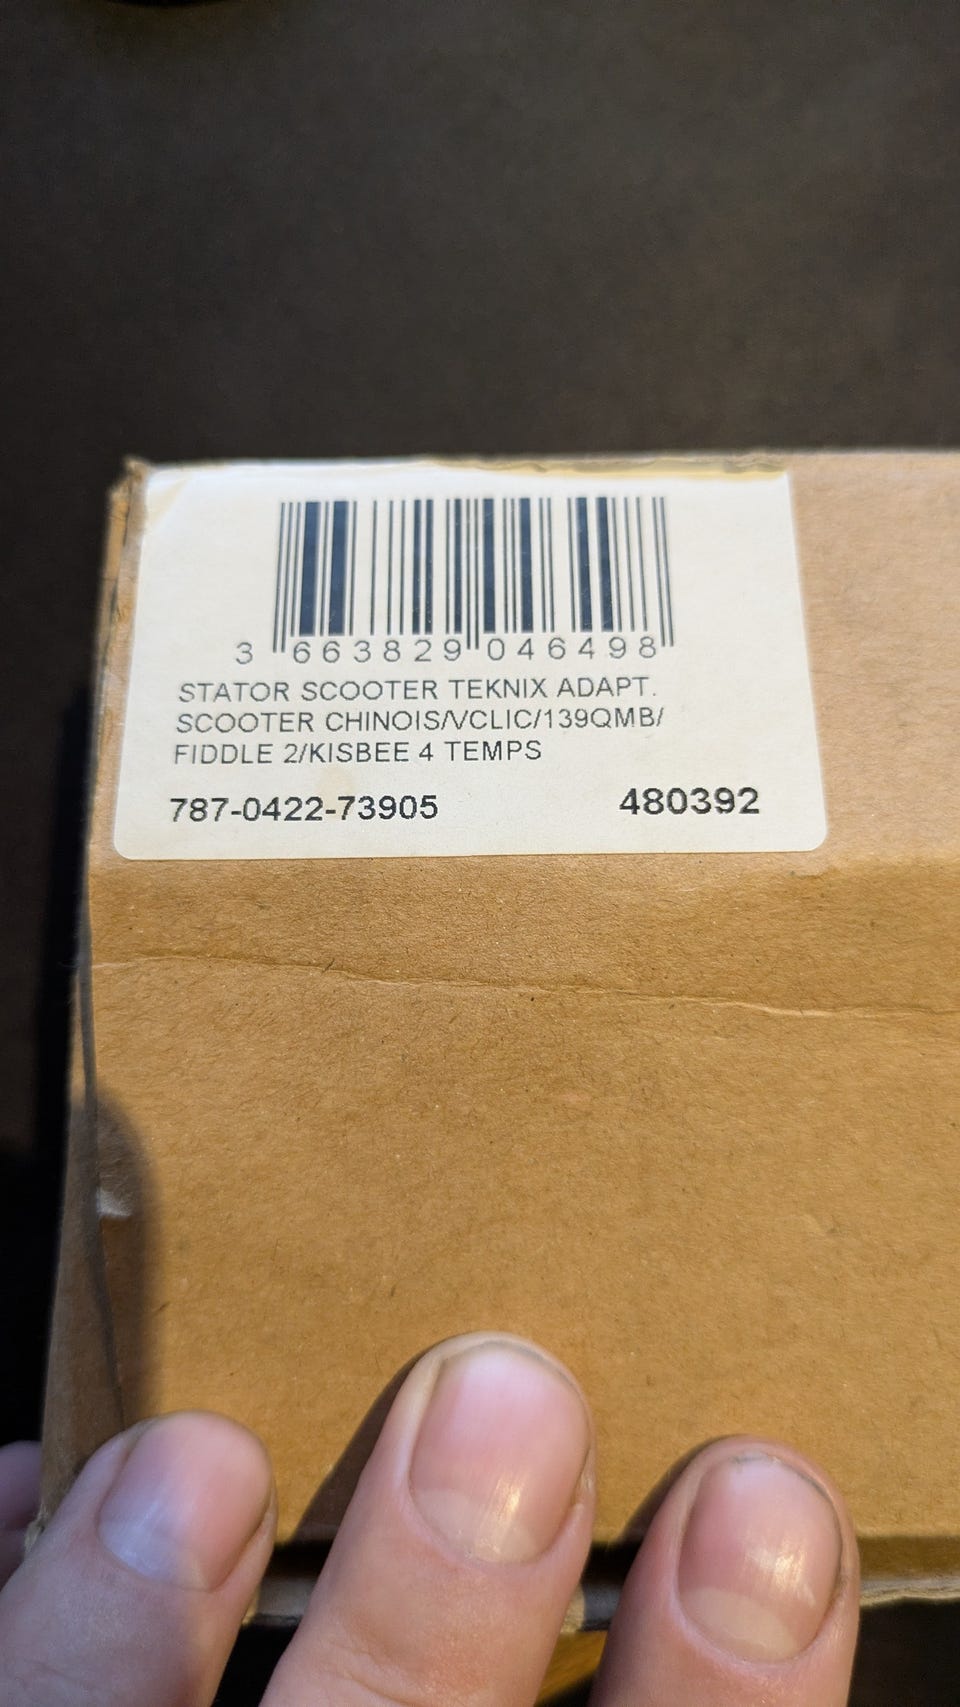 3 663829 046498
STATOR SCOOTER TEKNIX ADAPT.
SCOOTER CHINOIS/VCLIC/139QMB/
FIDDLE 2/KISBEE 4 TEMPS
787-0422-73905 480392